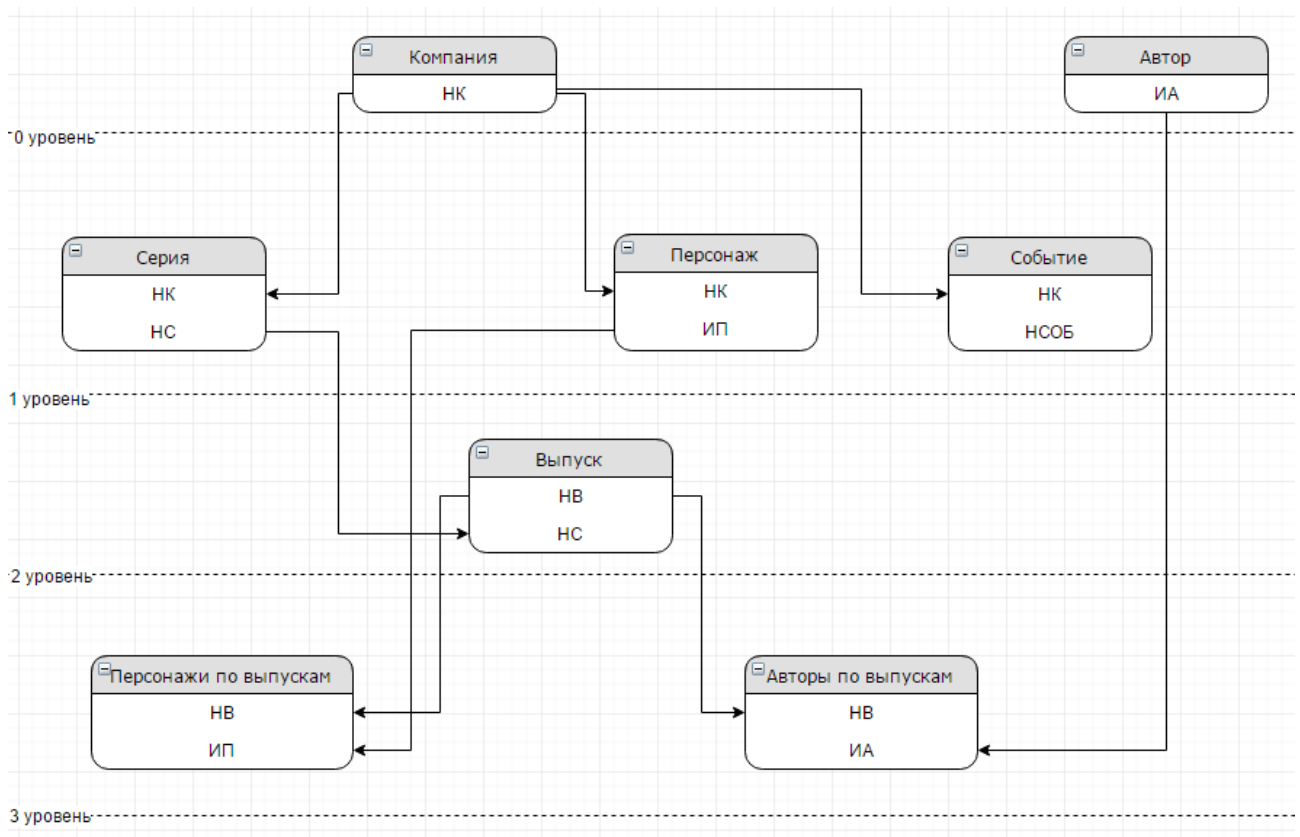 Компания
НК
Автор
ИА
0 уровень
Серия
НК
НС
Персонаж
НК
ИП
Событие
НК
НСОБ
1 уровень
Выпуск
НВ
НС
2 уровень
Персонажи по выпускам
НВ
ИП
Авторы по выпускам
НВ
ИА
3 уровень